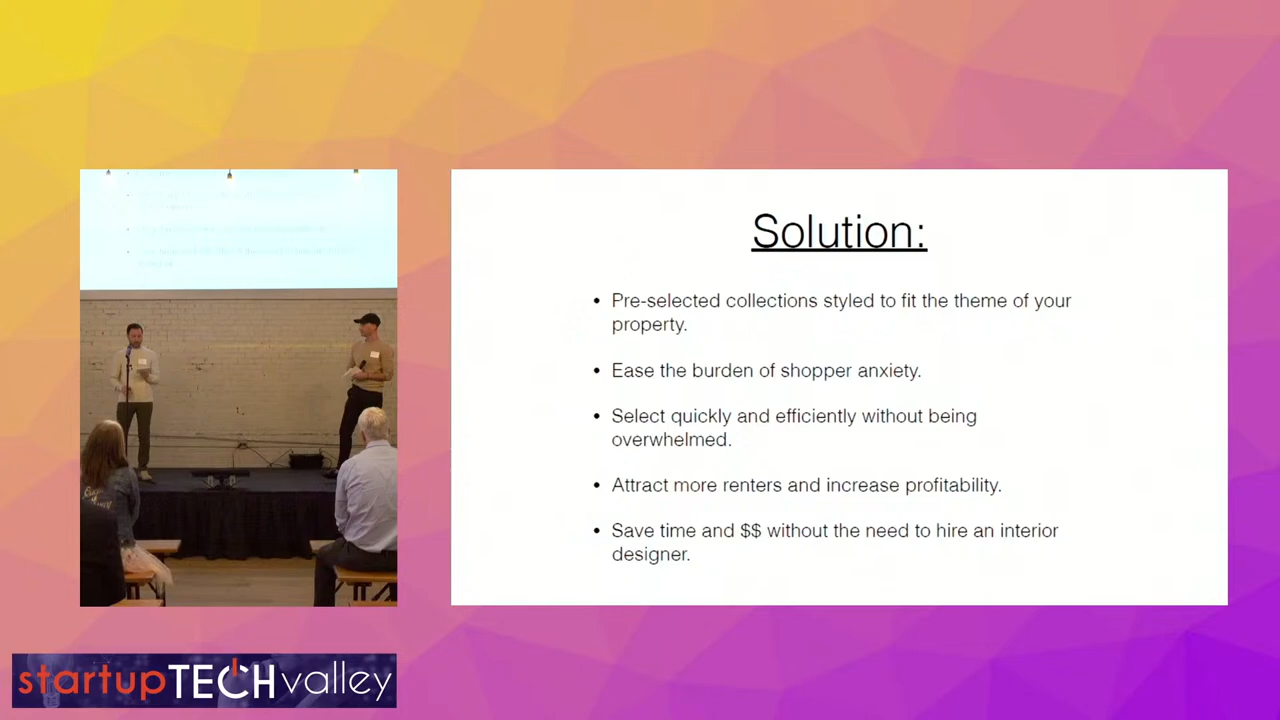 Solution:
• Pre-selected collections styled to fit the theme of your
property.
• Ease the burden of shopper anxiety.
• Select quickly and efficiently without being
overwhelmed.
• Attract more renters and increase profitability.
• Save time and $$ without the need to hire an interior
designer.
startupTECHvalley